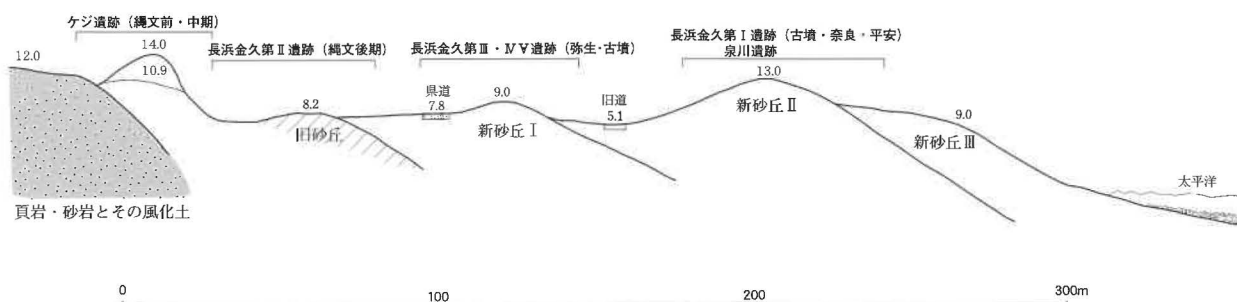 ケジ遺跡（縄文前・中期）
12.0
14.0
10.9
長浜金久第Ⅱ遺跡（縄文後期）
8.2
旧砂丘
長浜金久第Ⅲ・ⅣⅤ遺跡（弥生・古墳）
県道
7.8
9.0
新砂丘Ⅰ
旧道
5.1
長浜金久第Ⅰ遺跡（古墳・奈良・平安）
泉川遺跡
13.0
新砂丘Ⅱ
9.0
新砂丘Ⅲ
太平洋
頁岩・砂岩とその風化土
0
100
200
300m